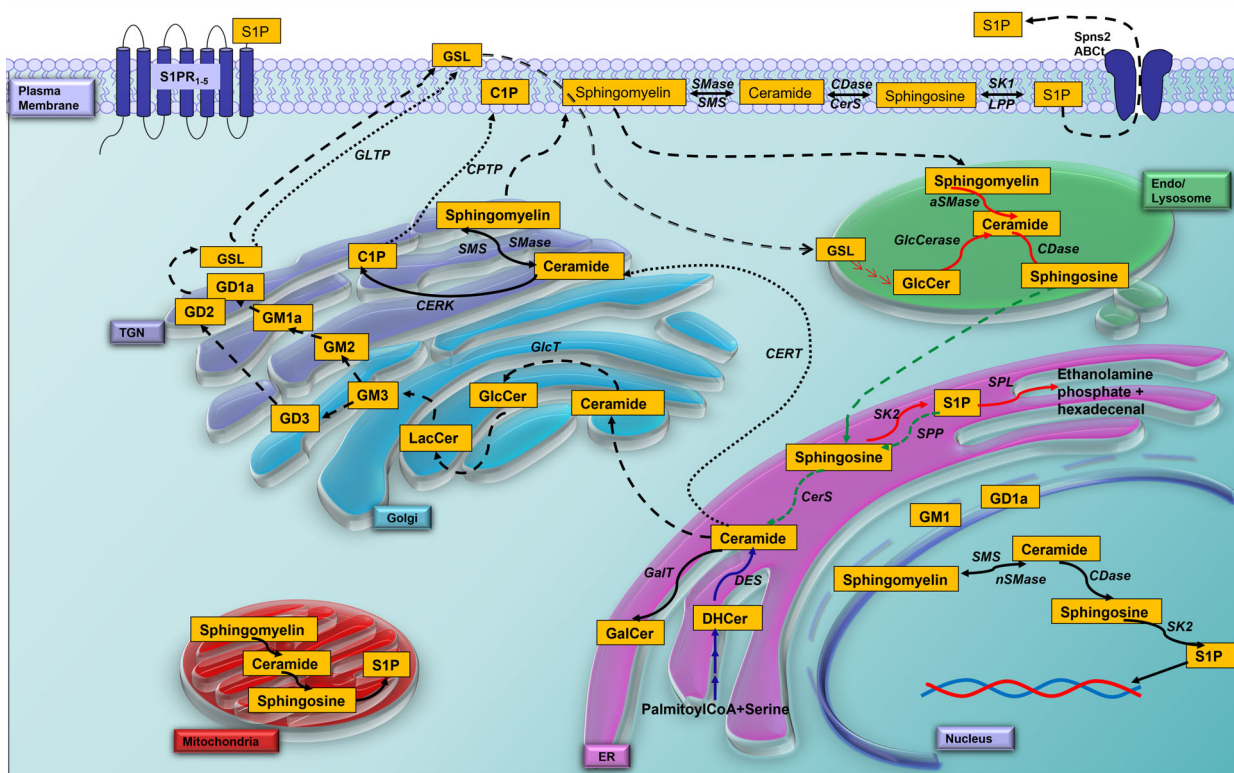 S1P
S1PR1-5
Plasma
Membrane
GSL
C1P
Sphingomyelin
SMase
SMS
Ceramide
CDase
CerS
Sphingosine
SK1
LPP
S1P
S1P
Spns2
ABCt
GLTP
CPTP
Sphingomyelin
SMS
SMase
Ceramide
C1P
CERK
GSL
GD1a
GD2
GM1a
GM2
TGN
GM3
GD3
GlcT
GlcCer
Ceramide
LacCer
Golgi
CERT
Endo/
Lysosome
Sphingomyelin
aSMase
Ceramide
GlcCerase
CDase
GSL
GlcCer
Sphingosine
SPL
Ethanolamine
phosphate +
hexadecenal
S1P
SK2
SPP
Sphingosine
CerS
Ceramide
GalT
DES
GalCer
DHCer
PalmitoylCoA+Serine
ER
GD1a
GM1
Ceramide
SMS
nSMase
Sphingomyelin
CDase
Sphingosine
SK2
S1P
Nucleus
Sphingomyelin
Ceramide
S1P
Sphingosine
Mitochondria